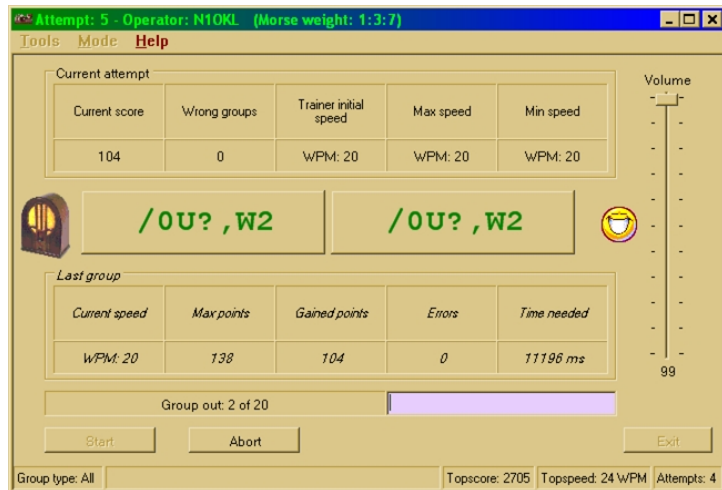 Attempt: 5 - Operator: N1OKL (Morse weight: 1:3:7)
Tools Mode Help
Current attempt
Volume
Current score Wrong groups Trainer initial speed Max speed Min speed
104 0 WPM: 20 WPM: 20 WPM: 20
/0U?,W2 /0U?,W2
Last group
Current speed Max points Gained points Errors Time needed
WPM: 20 138 104 0 11196 ms
99
Group out: 2 of 20
Start Abort Exit
Group type: All Topscore: 2705 Topspeed: 24 WPM Attempts: 4